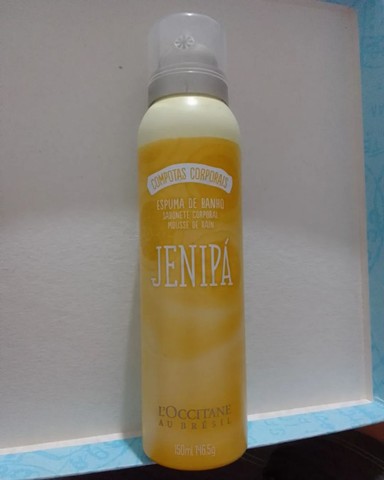 COMPOTAS CORPORAIS
ESPUMA DE BANHO
SABONETE CORPORAL
MOUSSE DE BAIN
JENIPÁ
L'OCCITANE
AU BRÉSIL
150ml/146,5g